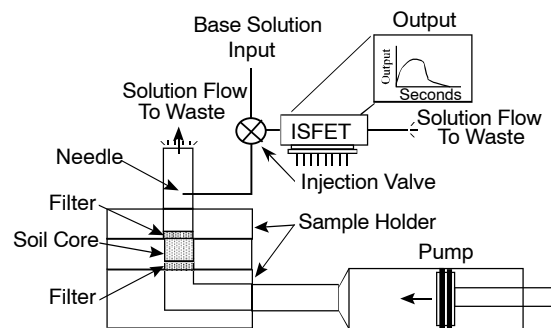 Output
Base Solution
Input
Output
Seconds
Solution Flow
To Waste
ISFET
Solution Flow
To Waste
Needle
Injection Valve
Filter
Sample Holder
Soil Core
Pump
Filter